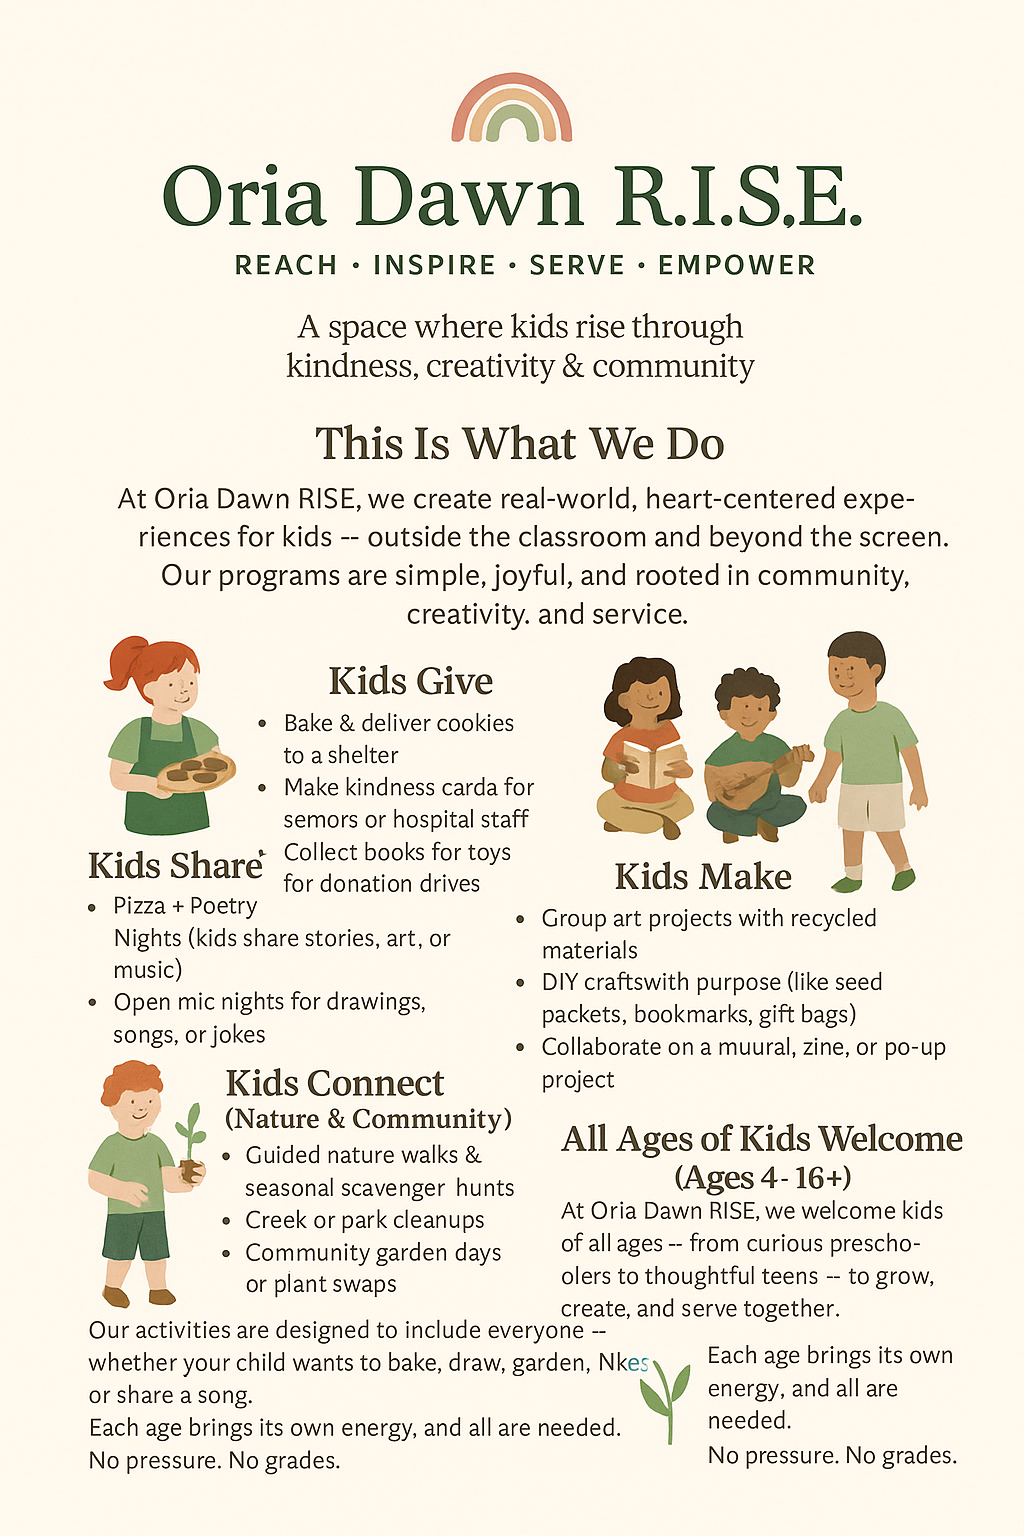 Oria Dawn R.I.S.E.
REACH • INSPIRE • SERVE • EMPOWER
A space where kids rise through
kindness, creativity & community
This Is What We Do
At Oria Dawn RISE, we create real-world, heart-centered expe-
riences for kids -- outside the classroom and beyond the screen.
Our programs are simple, joyful, and rooted in community,
creativity. and service.
Kids Give
• Bake & deliver cookies
to a shelter
• Make kindness carda for
semors or hospital staff
Collect books for toys
for donation drives
Kids Share
• Pizza + Poetry
Nights (kids share stories, art, or
music)
• Open mic nights for drawings,
songs, or jokes
Kids Make
• Group art projects with recycled
materials
• DIY craftswith purpose (like seed
packets, bookmarks, gift bags)
• Collaborate on a muural, zine, or po-up
project
Kids Connect
(Nature & Community)
• Guided nature walks &
seasonal scavenger hunts
• Creek or park cleanups
• Community garden days
or plant swaps
All Ages of Kids Welcome
(Ages 4- 16+)
At Oria Dawn RISE, we welcome kids
of all ages -- from curious prescho-
olers to thoughtful teens -- to grow,
create, and serve together.
Our activities are designed to include everyone --
whether your child wants to bake, draw, garden, Nkes
or share a song.
Each age brings its own energy, and all are needed.
No pressure. No grades.
Each age brings its own
energy, and all are
needed.
No pressure. No grades.